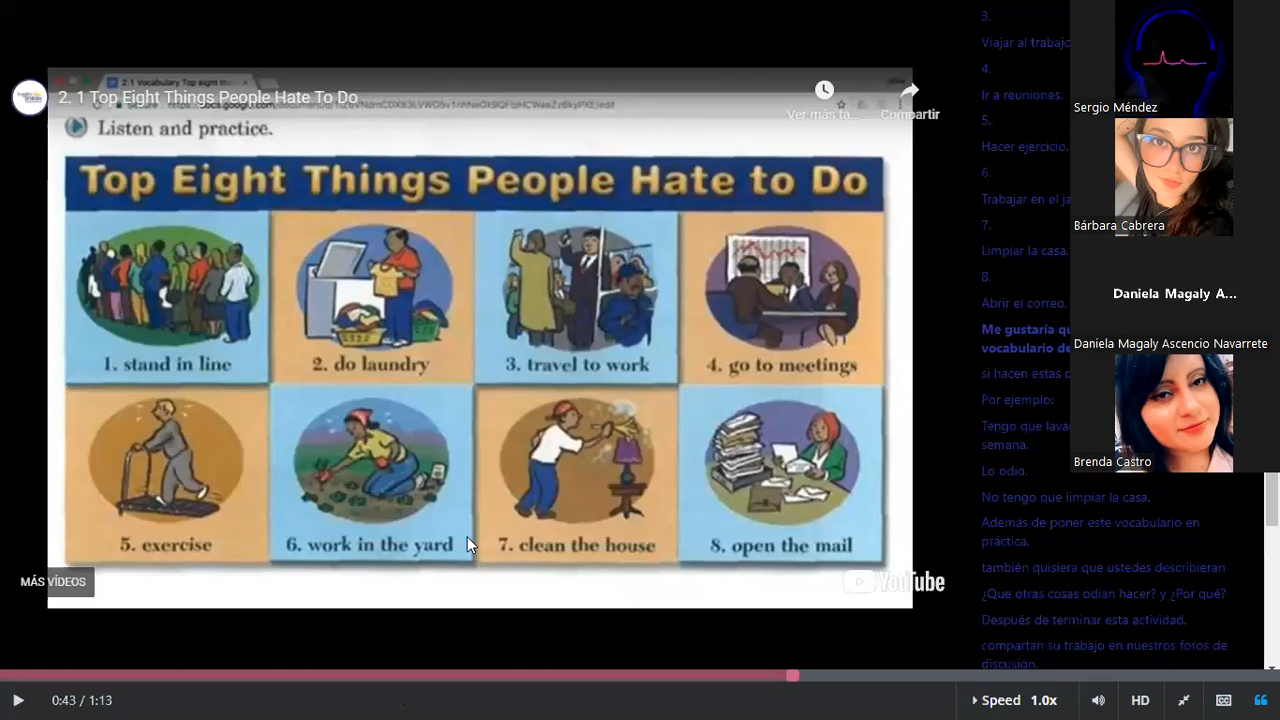 2.1 Vocabulary Top eight th
2. 1 Top Eight Things People Hate To Do
Ver más ta...
Compartir
Listen and practice.
Top Eight Things People Hate to Do
1. stand in line
2. do laundry
3. travel to work
4. go to meetings
5. exercise
6. work in the yard
7. clean the house
8. open the mail
MÁS VÍDEOS
YouTube
3.
Viajar al trabajo
4.
Ir a reuniones.
5.
Hacer ejercicio.
6.
Trabajar en el ja
7.
Limpiar la casa.
8.
Abrir el correo.
Me gustaría qu
vocabulario de
si hacen estas
Por ejemplo:
Tengo que lava
semana.
Lo odio.
No tengo que limpiar la casa.
Además de poner este vocabulario en
práctica.
también quisiera que ustedes describieran
¿Que otras cosas odian hacer? y ¿Por qué?
Después de terminar esta actividad,
compartan su trabajo en nuestros foros de
discusión.
Sergio Méndez
Bárbara Cabrera
Daniela Magaly A...
Daniela Magaly Ascencio Navarrete
Brenda Castro
0:43 / 1:13
Speed 1.0x
HD
CC